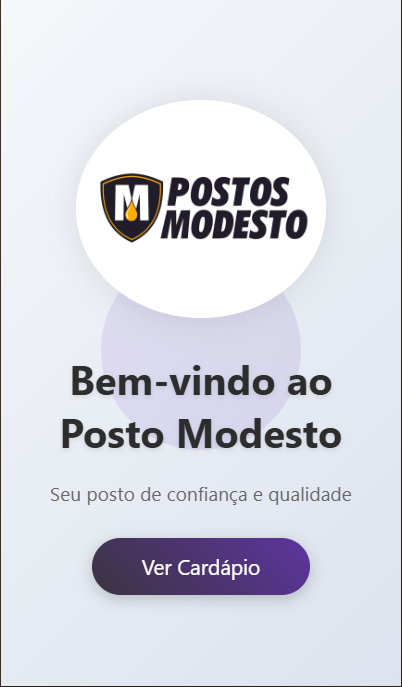 M
POSTOS
MODESTO
Bem-vindo ao
Posto Modesto
Seu posto de confiança e qualidade
Ver Cardápio